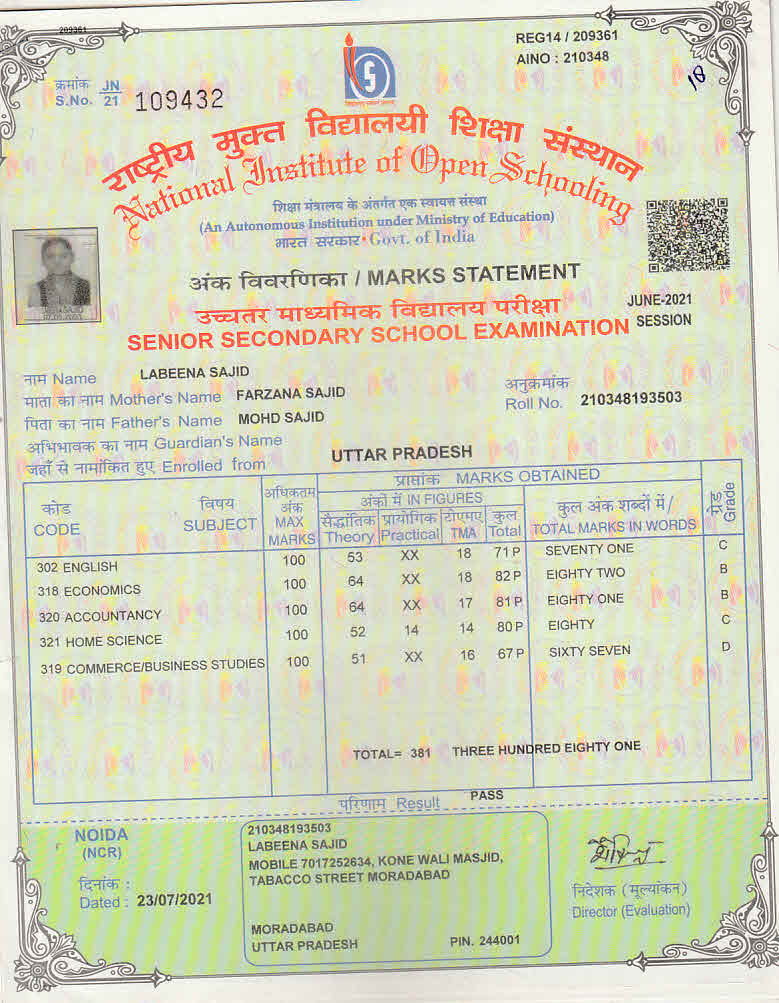 209361
REG14 / 209361
AINO : 210348
18
क्रमांक JN
S.No. 21 109432
राष्ट्रीय मुक्त विद्यालयी शिक्षा संस्थान
National Institute of Open Schooling
शिक्षा मंत्रालय के अंतर्गत एक स्वायत्त संस्था
(An Autonomous Institution under Ministry of Education)
भारत सरकार • Govt. of India
अंक विवरणिका / MARKS STATEMENT
उच्चतर माध्यमिक विद्यालय परीक्षा
SENIOR SECONDARY SCHOOL EXAMINATION
JUNE-2021
SESSION
नाम Name LABEENA SAJID
माता का नाम Mother's Name FARZANA SAJID
अनुक्रमांक
Roll No. 210348193503
पिता का नाम Father's Name MOHD SAJID
अभिभावक का नाम Guardian's Name
जहाँ से नामांकित हुए Enrolled from UTTAR PRADESH
कोड
CODE
विषय
SUBJECT
अधिकतम
अंक
MAX
MARKS
प्राप्तांक MARKS OBTAINED
अंकों में IN FIGURES
सैद्धांतिक प्रायोगिक टीएमए कुल
Theory Practical TMA Total
कुल अंक शब्दों में/
TOTAL MARKS IN WORDS
ग्रेड
Grade
302 ENGLISH 100 53 XX 18 71 P SEVENTY ONE C
318 ECONOMICS 100 64 XX 18 82 P EIGHTY TWO B
320 ACCOUNTANCY 100 64 XX 17 81 P EIGHTY ONE B
321 HOME SCIENCE 100 52 14 14 80 P EIGHTY C
319 COMMERCE/BUSINESS STUDIES 100 51 XX 16 67 P SIXTY SEVEN D
TOTAL= 381 THREE HUNDRED EIGHTY ONE
परिणाम Result PASS
NOIDA
(NCR)
दिनांक :
Dated : 23/07/2021
210348193503
LABEENA SAJID
MOBILE 7017252634, KONE WALI MASJID,
TABACCO STREET MORADABAD
MORADABAD
UTTAR PRADESH PIN. 244001
निदेशक (मूल्यांकन)
Director (Evaluation)